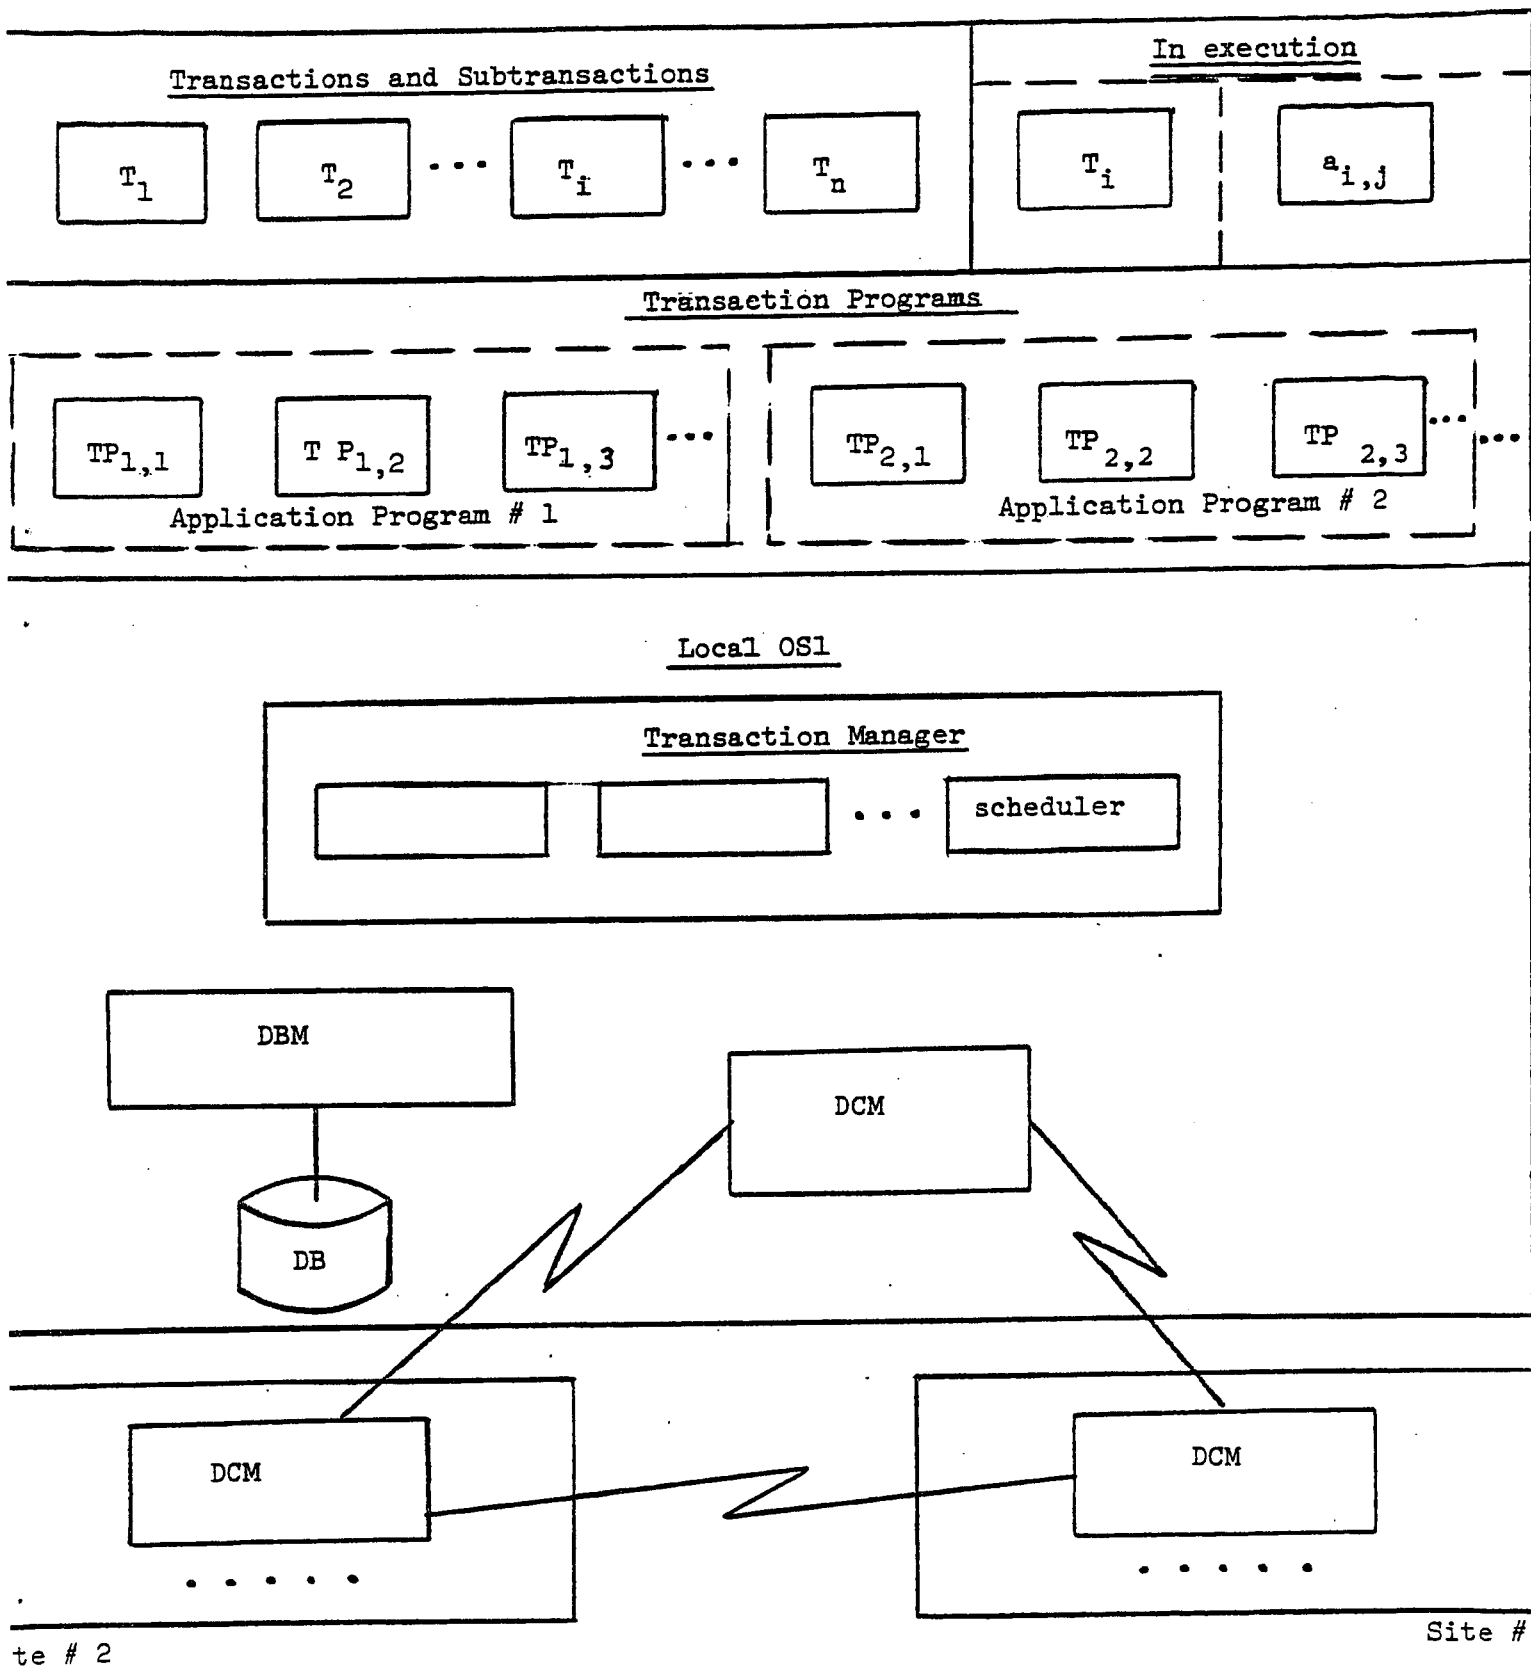 In execution
Transactions and Subtransactions
T1 T2 ... Ti ... Tn Ti ai,j
Transaetion Programs
TP1,1 T P1,2 TP1,3 ... TP2,1 TP2,2 TP 2,3 ... ...
Application Program # 1 Application Program # 2
Local OS1
Transaction Manager
... scheduler
DBM
DCM
DB
DCM DCM
..... .....
te # 2 Site #